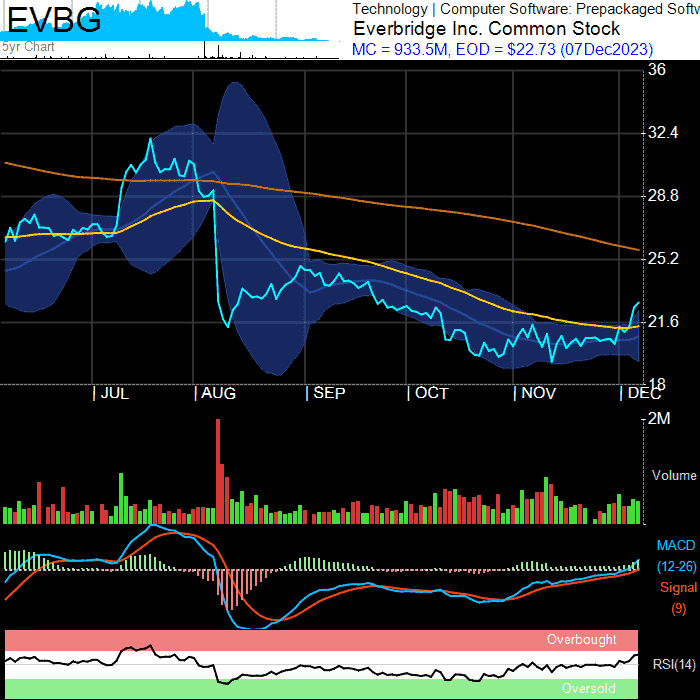 EVBG
5yr Chart
Technology | Computer Software: Prepackaged Softw
Everbridge Inc. Common Stock
MC = 933.5M, EOD = $22.73 (07Dec2023)
36
32.4
28.8
25.2
21.6
18
JUL AUG SEP OCT NOV DEC
2M
Volume
MACD
(12-26)
Signal
(9)
Overbought
RSI(14)
Oversold